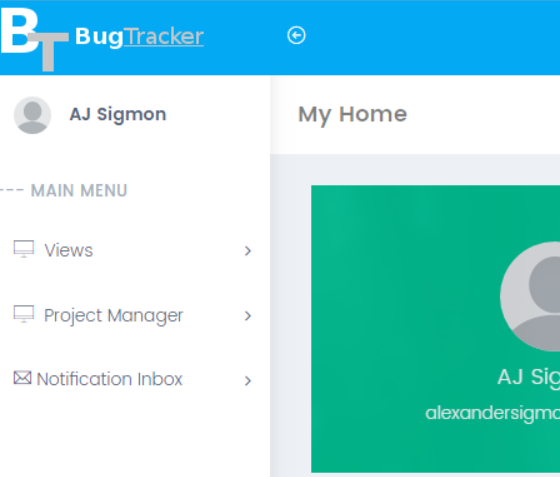 BT BugTracker
AJ Sigmon
My Home
--- MAIN MENU
Views
Project Manager
Notification Inbox
AJ Sig
alexandersigmo